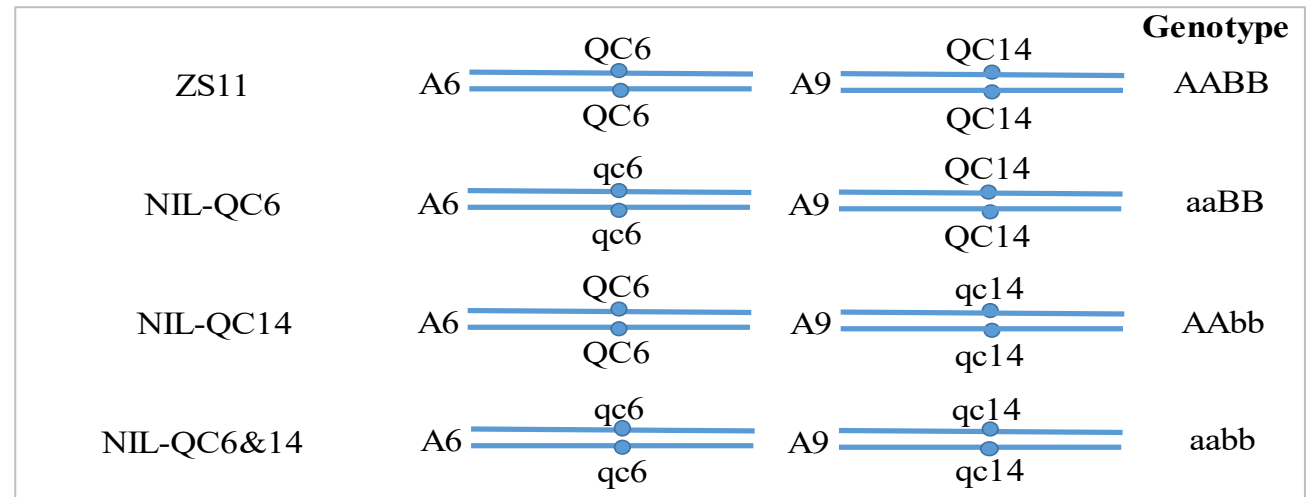 Genotype
QC6 QC14
ZS11 A6 A9 AABB
QC6 QC14
qc6 QC14
NIL-QC6 A6 A9 aaBB
qc6 QC14
QC6 qc14
NIL-QC14 A6 A9 AAbb
QC6 qc14
qc6 qc14
NIL-QC6&14 A6 A9 aabb
qc6 qc14